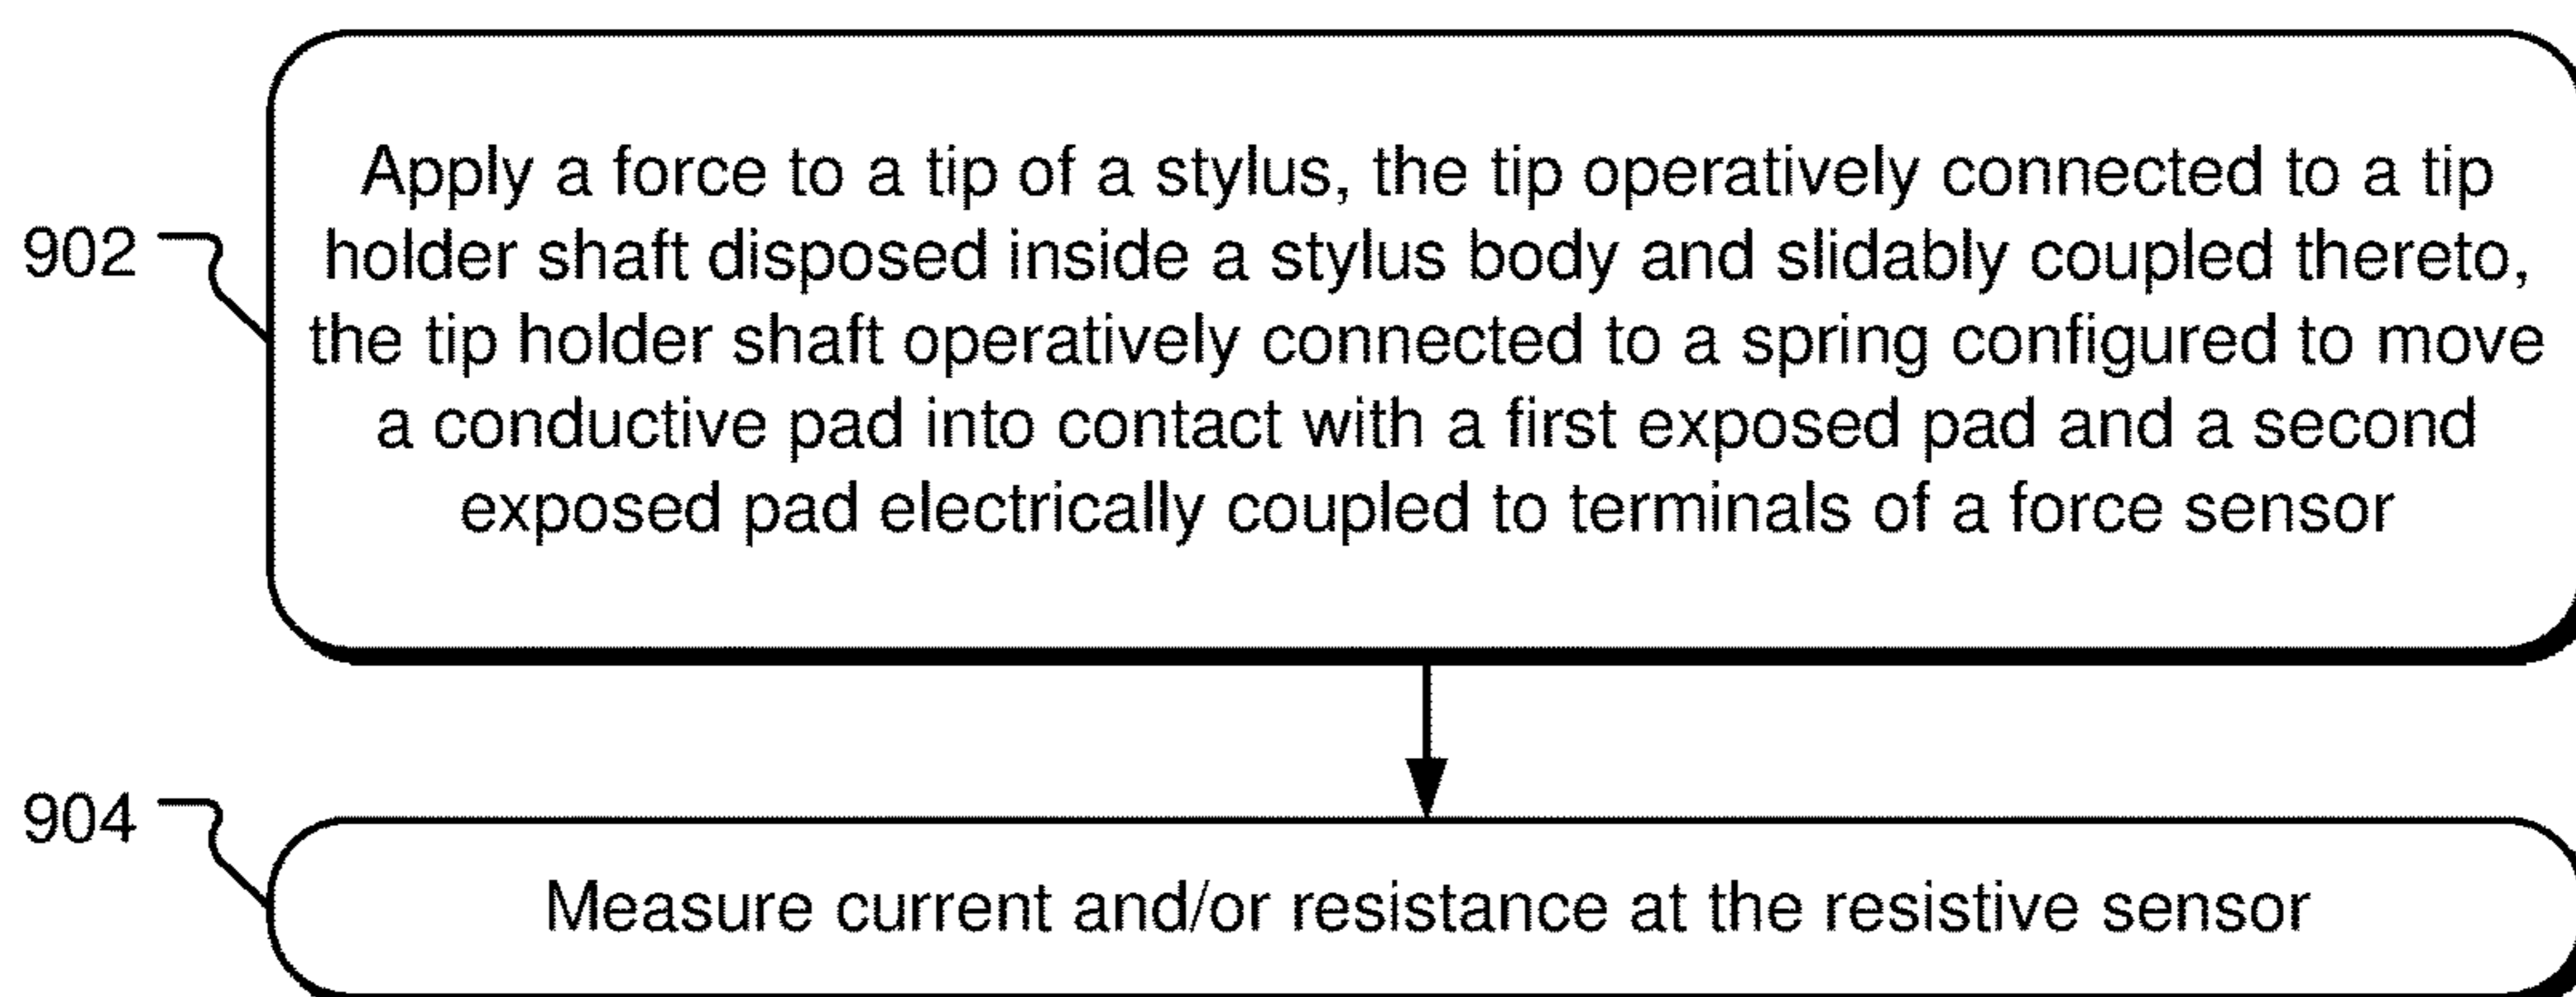 Apply a force to a tip of a stylus, the tip operatively connected to a tip
902
holder shaft disposed inside a stylus body and slidably coupled thereto,
the tip holder shaft operatively connected to a spring configured to move
a conductive pad into contact with a first exposed pad and a second
exposed pad electrically coupled to terminals of a force sensor
904
Measure current and/or resistance at the resistive sensor